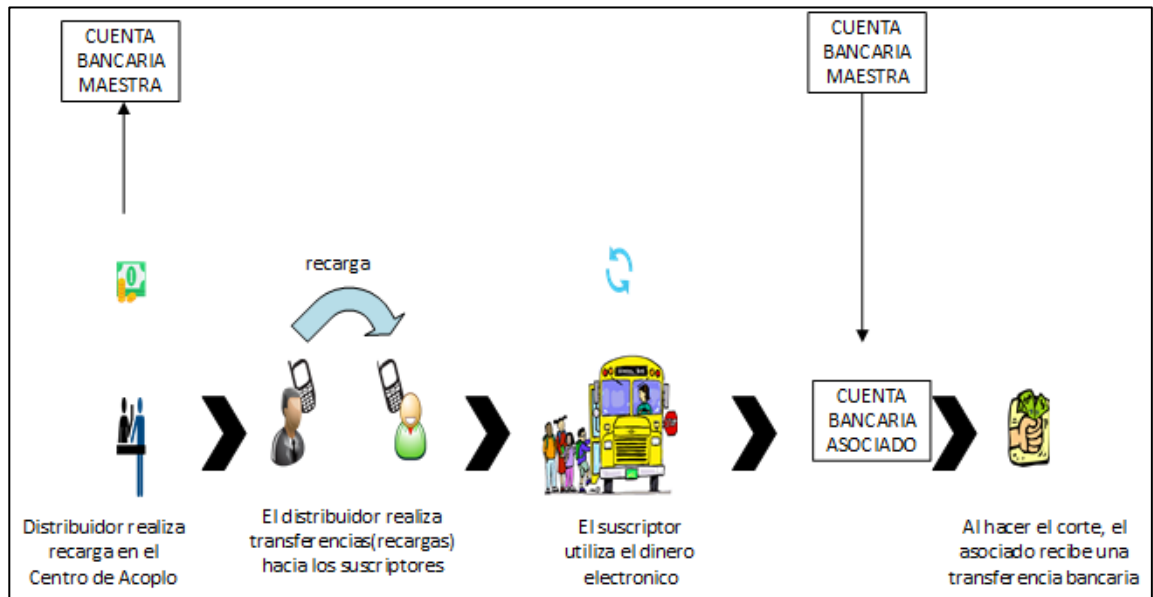 CUENTA
BANCARIA
MAESTRA
CUENTA
BANCARIA
MAESTRA
recarga
CUENTA
BANCARIA
ASOCIADO
Distribuidor realiza
recarga en el
Centro de Acoplo
El distribuidor realiza
transferencias(recargas)
hacia los suscriptores
El suscriptor
utiliza el dinero
electronico
Al hacer el corte, el
asociado recibe una
transferencia bancaria